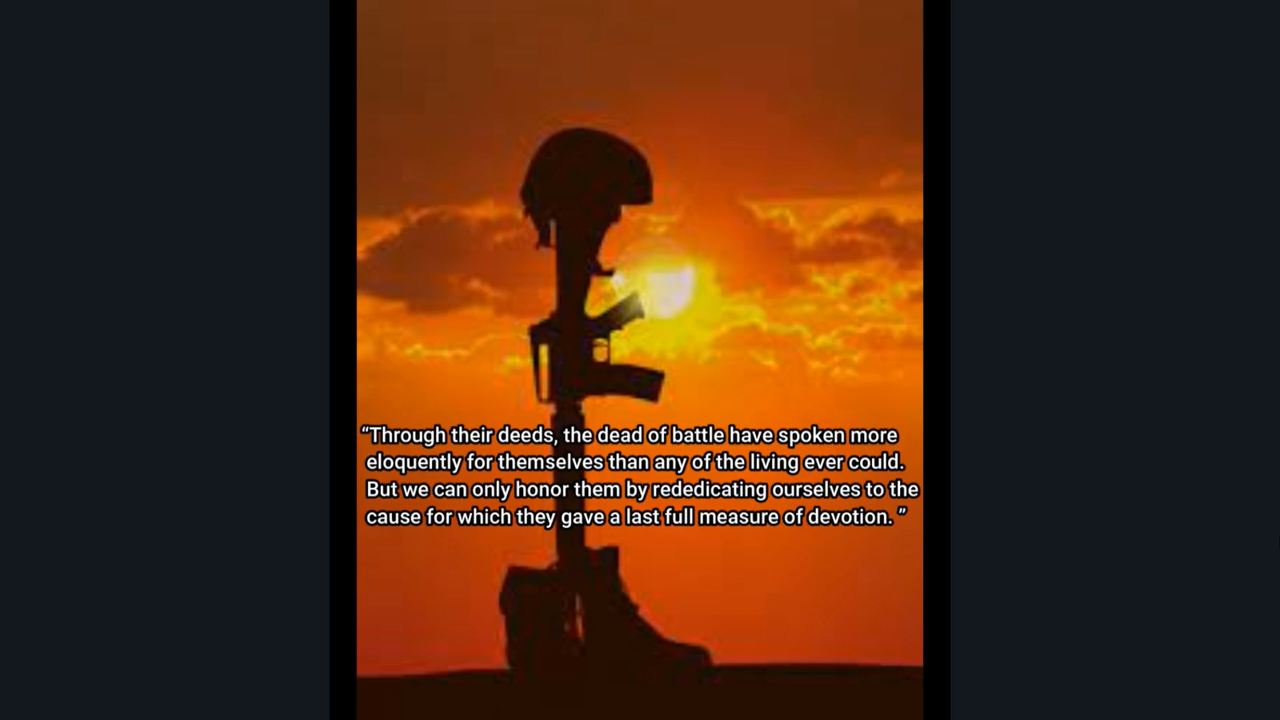 “Through their deeds, the dead of battle have spoken more
eloquently for themselves than any of the living ever could.
But we can only honor them by rededicating ourselves to the
cause for which they gave a last full measure of devotion. ”